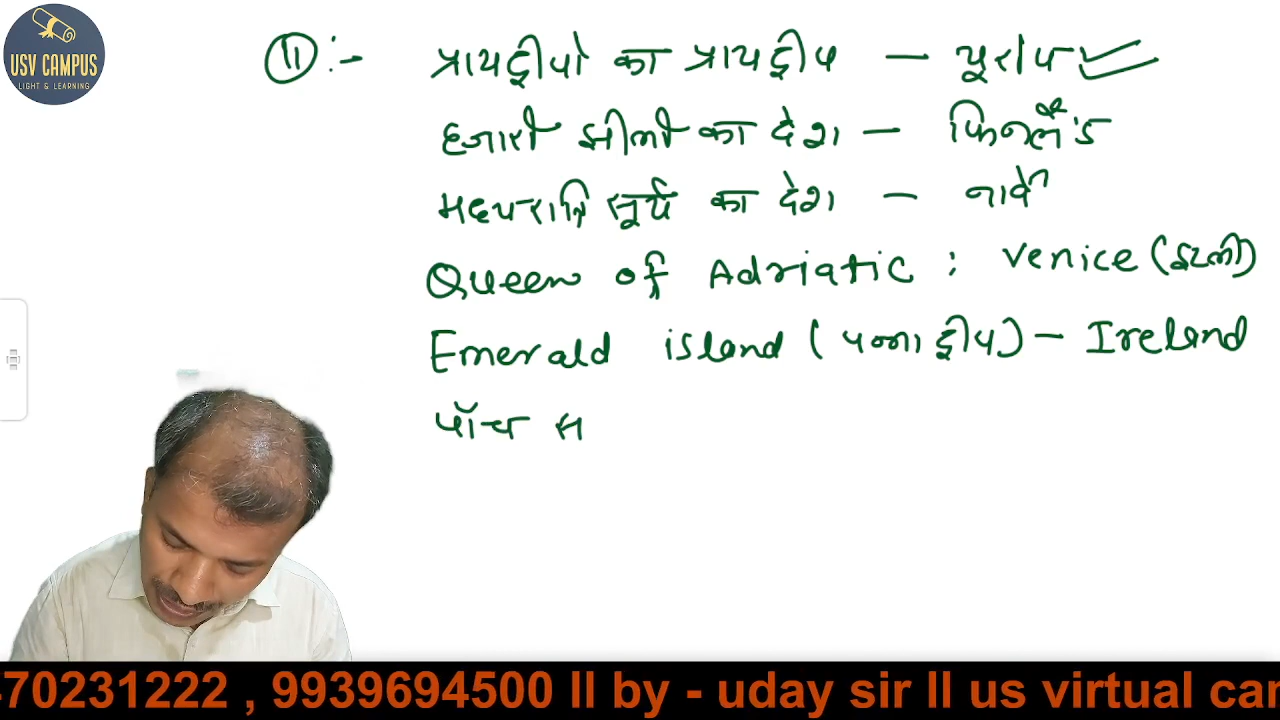 USV CAMPUS
LIGHT & LEARNING
11 :- प्रायद्वीपों का प्रायद्वीप — यूरोप
हजारों झीलों का देश — फिनलैंड
मध्यरात्रि सूर्य का देश — नार्वे
Queen of Adriatic : Venice (इटली)
Emerald island (पन्ना द्वीप) — Ireland
पाँच स
70231222 , 9939694500 ll by - uday sir ll us virtual car